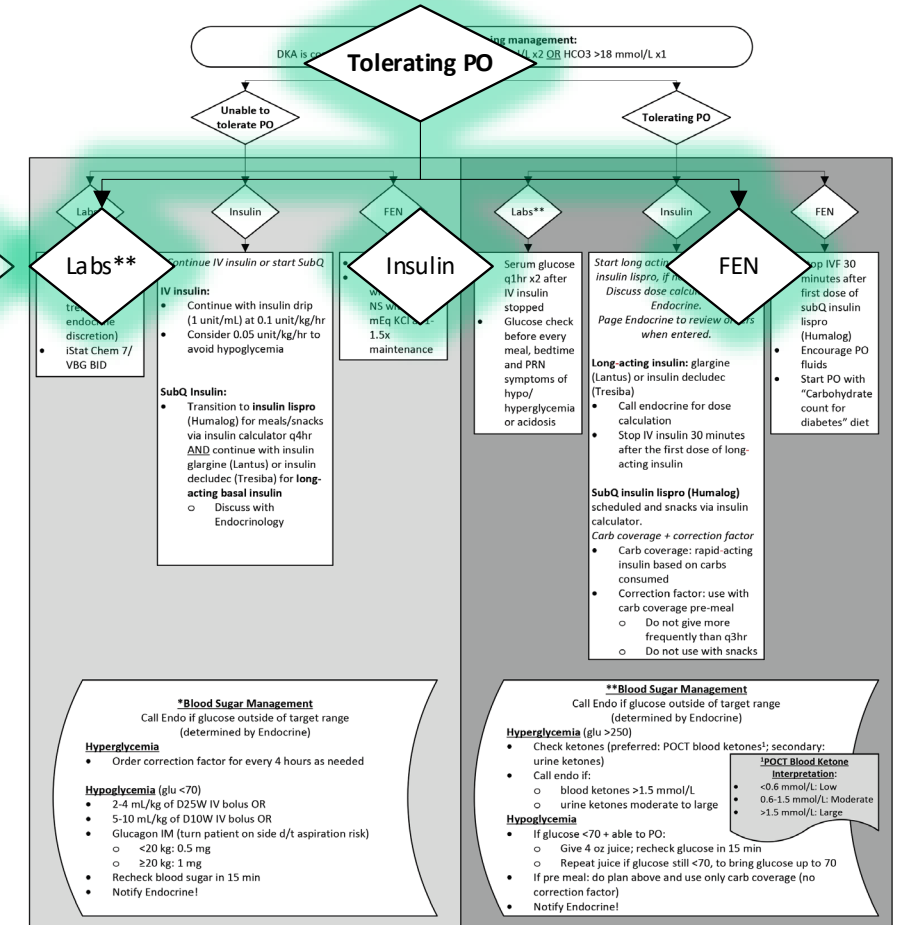 ing management:
DKA is co
L x2 OR HCO3 >18 mmol/L x1
Tolerating PO
Unable to
tolerate PO
Tolerating PO
Labs**
Insulin
FEN
Insulin
FEN
Labs**
Insulin
FEN
endocrine
discretion)
• iStat Chem 7/
VBG BID
Continue IV insulin or start SubQ
IV insulin:
• Continue with insulin drip
(1 unit/mL) at 0.1 unit/kg/hr
• Consider 0.05 unit/kg/hr to
avoid hypoglycemia
SubQ Insulin:
• Transition to insulin lispro
(Humalog) for meals/snacks
via insulin calculator q4hr
AND continue with insulin
glargine (Lantus) or insulin
decludec (Tresiba) for long-
acting basal insulin
o Discuss with
Endocrinology
mEq KCl
1.5x
maintenance
Serum glucose
q1hr x2 after
IV insulin
stopped
• Glucose check
before every
meal, bedtime
and PRN
symptoms of
hypo/
hyperglycemia
or acidosis
Start long
insulin lispro, if
Discuss dose
Endocrine.
Page Endocrine to review
when entered.
Long-acting insulin: glargine
(Lantus) or insulin decludec
(Tresiba)
• Call endocrine for dose
calculation
• Stop IV insulin 30 minutes
after the first dose of long-
acting insulin
SubQ insulin lispro (Humalog)
scheduled and snacks via insulin
calculator.
Carb coverage + correction factor
• Carb coverage: rapid-acting
insulin based on carbs
consumed
• Correction factor: use with
carb coverage pre-meal
o Do not give more
frequently than q3hr
o Do not use with snacks
IVF 30
minutes after
first dose of
subQ insulin
lispro
(Humalog)
• Encourage PO
fluids
• Start PO with
“Carbohydrate
count for
diabetes” diet
*Blood Sugar Management
Call Endo if glucose outside of target range
(determined by Endocrine)
Hyperglycemia
• Order correction factor for every 4 hours as needed
Hypoglycemia (glu <70)
• 2-4 mL/kg of D25W IV bolus OR
• 5-10 mL/kg of D10W IV bolus OR
• Glucagon IM (turn patient on side d/t aspiration risk)
o <20 kg: 0.5 mg
o ≥20 kg: 1 mg
• Recheck blood sugar in 15 min
• Notify Endocrine!
**Blood Sugar Management
Call Endo if glucose outside of target range
(determined by Endocrine)
Hyperglycemia (glu >250)
• Check ketones (preferred: POCT blood ketones¹; secondary:
urine ketones)
• Call endo if:
o blood ketones >1.5 mmol/L
o urine ketones moderate to large
Hypoglycemia
• If glucose <70 + able to PO:
o Give 4 oz juice; recheck glucose in 15 min
o Repeat juice if glucose still <70, to bring glucose up to 70
• If pre meal: do plan above and use only carb coverage (no
correction factor)
• Notify Endocrine!
¹POCT Blood Ketone
Interpretation:
• <0.6 mmol/L: Low
• 0.6-1.5 mmol/L: Moderate
• >1.5 mmol/L: Large